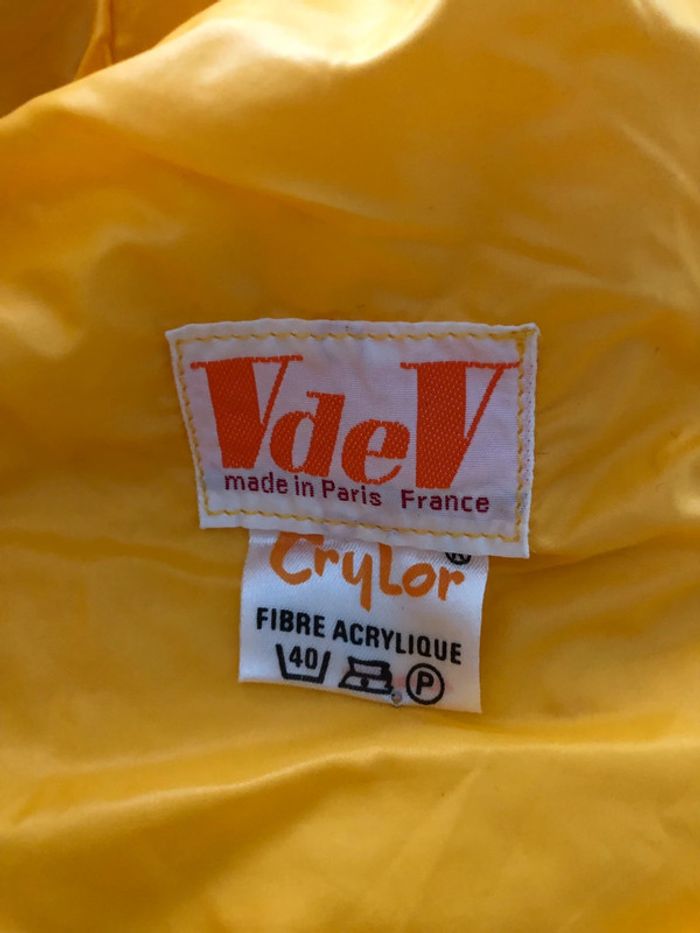 VdeV
made in Paris France
Crylor
®
FIBRE ACRYLIQUE
40 P